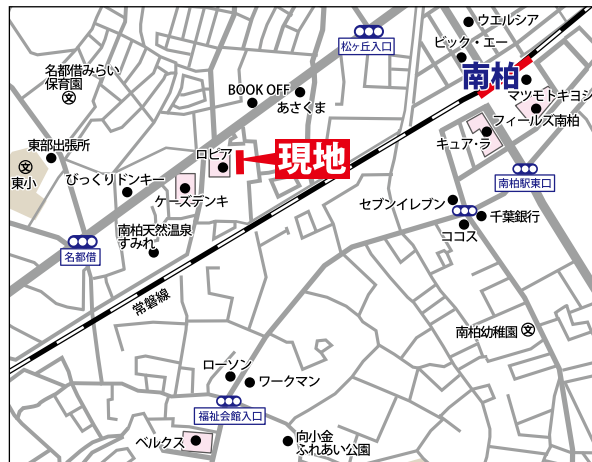 ウエルシア
松ヶ丘入口
ビック・エー
南柏
名都借みらい
保育園
BOOK OFF
あさくま
マツモトキヨシ
フィールズ南柏
東部出張所
ロピア
現地
キュア・ラ
東小
びっくりドンキー
ケーズデンキ
南柏駅東口
セブンイレブン
千葉銀行
ココス
南柏天然温泉
すみれ
名都借
常磐線
南柏幼稚園
ローソン
ワークマン
福祉会館入口
ベルクス
向小金
ふれあい公園